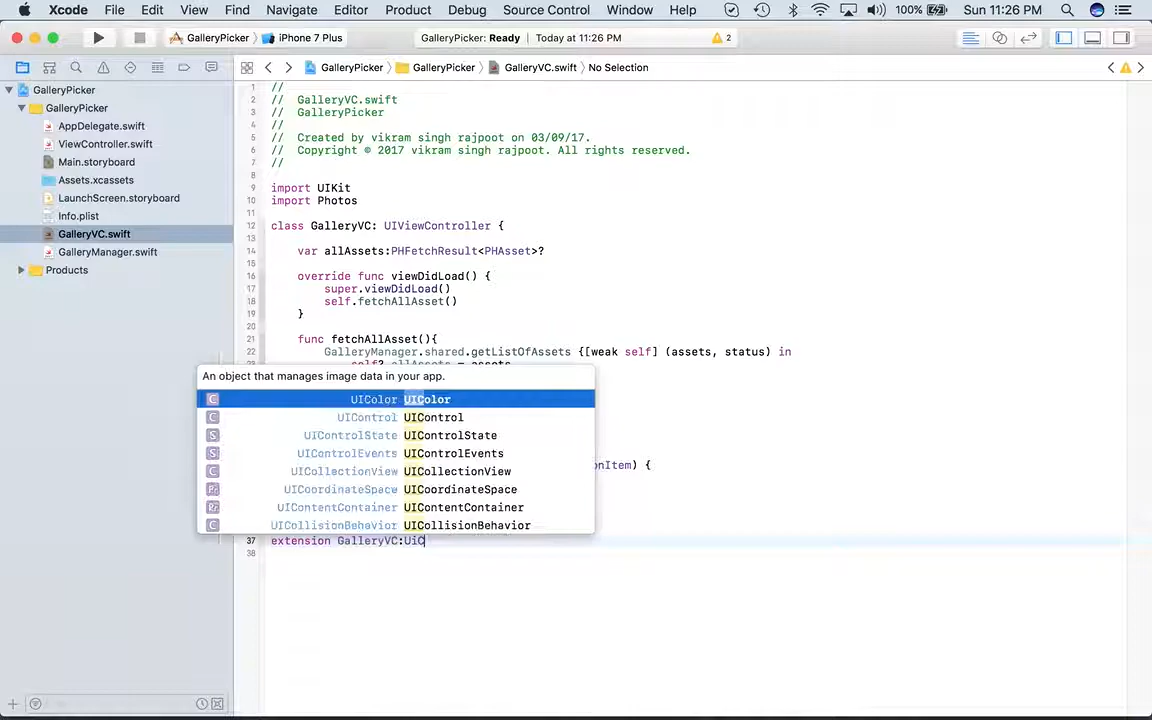 Xcode File Edit View Find Navigate Editor Product Debug Source Control Window Help 100% Sun 11:26 PM
GalleryPicker iPhone 7 Plus GalleryPicker: Ready Today at 11:26 PM 2
GalleryPicker GalleryPicker GalleryVC.swift No Selection
GalleryPicker
GalleryPicker
AppDelegate.swift
ViewController.swift
Main.storyboard
Assets.xcassets
LaunchScreen.storyboard
Info.plist
GalleryVC.swift
GalleryManager.swift
Products
1 //
2 // GalleryVC.swift
3 // GalleryPicker
4 //
5 // Created by vikram singh rajpoot on 03/09/17.
6 // Copyright © 2017 vikram singh rajpoot. All rights reserved.
7 //
8
9 import UIKit
10 import Photos
11
12 class GalleryVC: UIViewController {
13
14 var allAssets:PHFetchResult<PHAsset>?
15
16 override func viewDidLoad() {
17 super.viewDidLoad()
18 self.fetchAllAsset()
19 }
20
21 func fetchAllAsset(){
22 GalleryManager.shared.getListOfAssets {[weak self] (assets, status) in
self?.allAssets = assets
An object that manages image data in your app.
UIColor UIColor
UIControl UIControl
UIControlState UIControlState
UIControlEvents UIControlEvents
onItem) {
UICollectionView UICollectionView
UICoordinateSpace UICoordinateSpace
UIContentContainer UIContentContainer
UICollisionBehavior UICollisionBehavior
37 extension GalleryVC:UiC
38